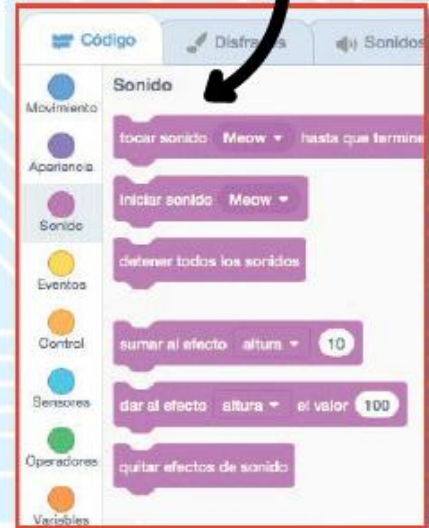 Código
Disfraces
Sonidos
Movimiento
Apariencia
Sonido
Eventos
Control
Sensores
Operadores
Variables
Sonido
tocar sonido Meow hasta que termine
iniciar sonido Meow
detener todos los sonidos
sumar al efecto altura 10
dar al efecto altura el valor 100
quitar efectos de sonido